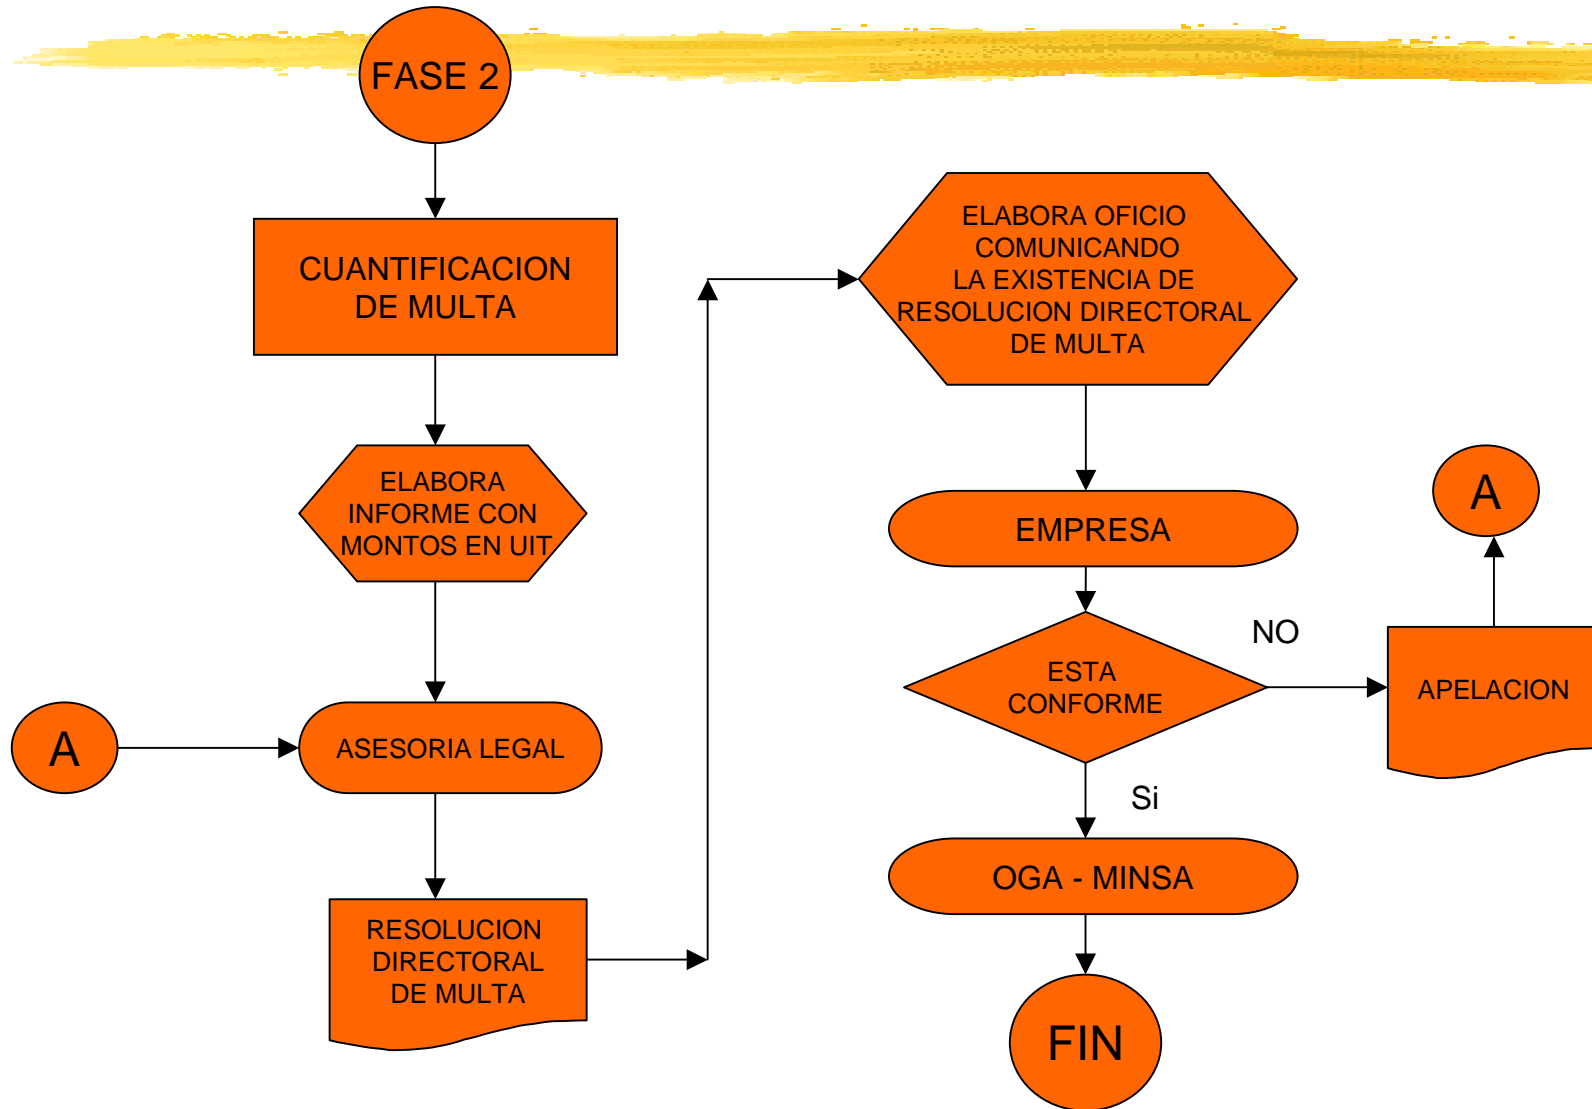 FASE 2
CUANTIFICACION
DE MULTA
ELABORA
INFORME CON
MONTOS EN UIT
A
ASESORIA LEGAL
RESOLUCION
DIRECTORAL
DE MULTA
ELABORA OFICIO
COMUNICANDO
LA EXISTENCIA DE
RESOLUCION DIRECTORAL
DE MULTA
EMPRESA
ESTA
CONFORME
NO
APELACION
A
Si
OGA - MINSA
FIN